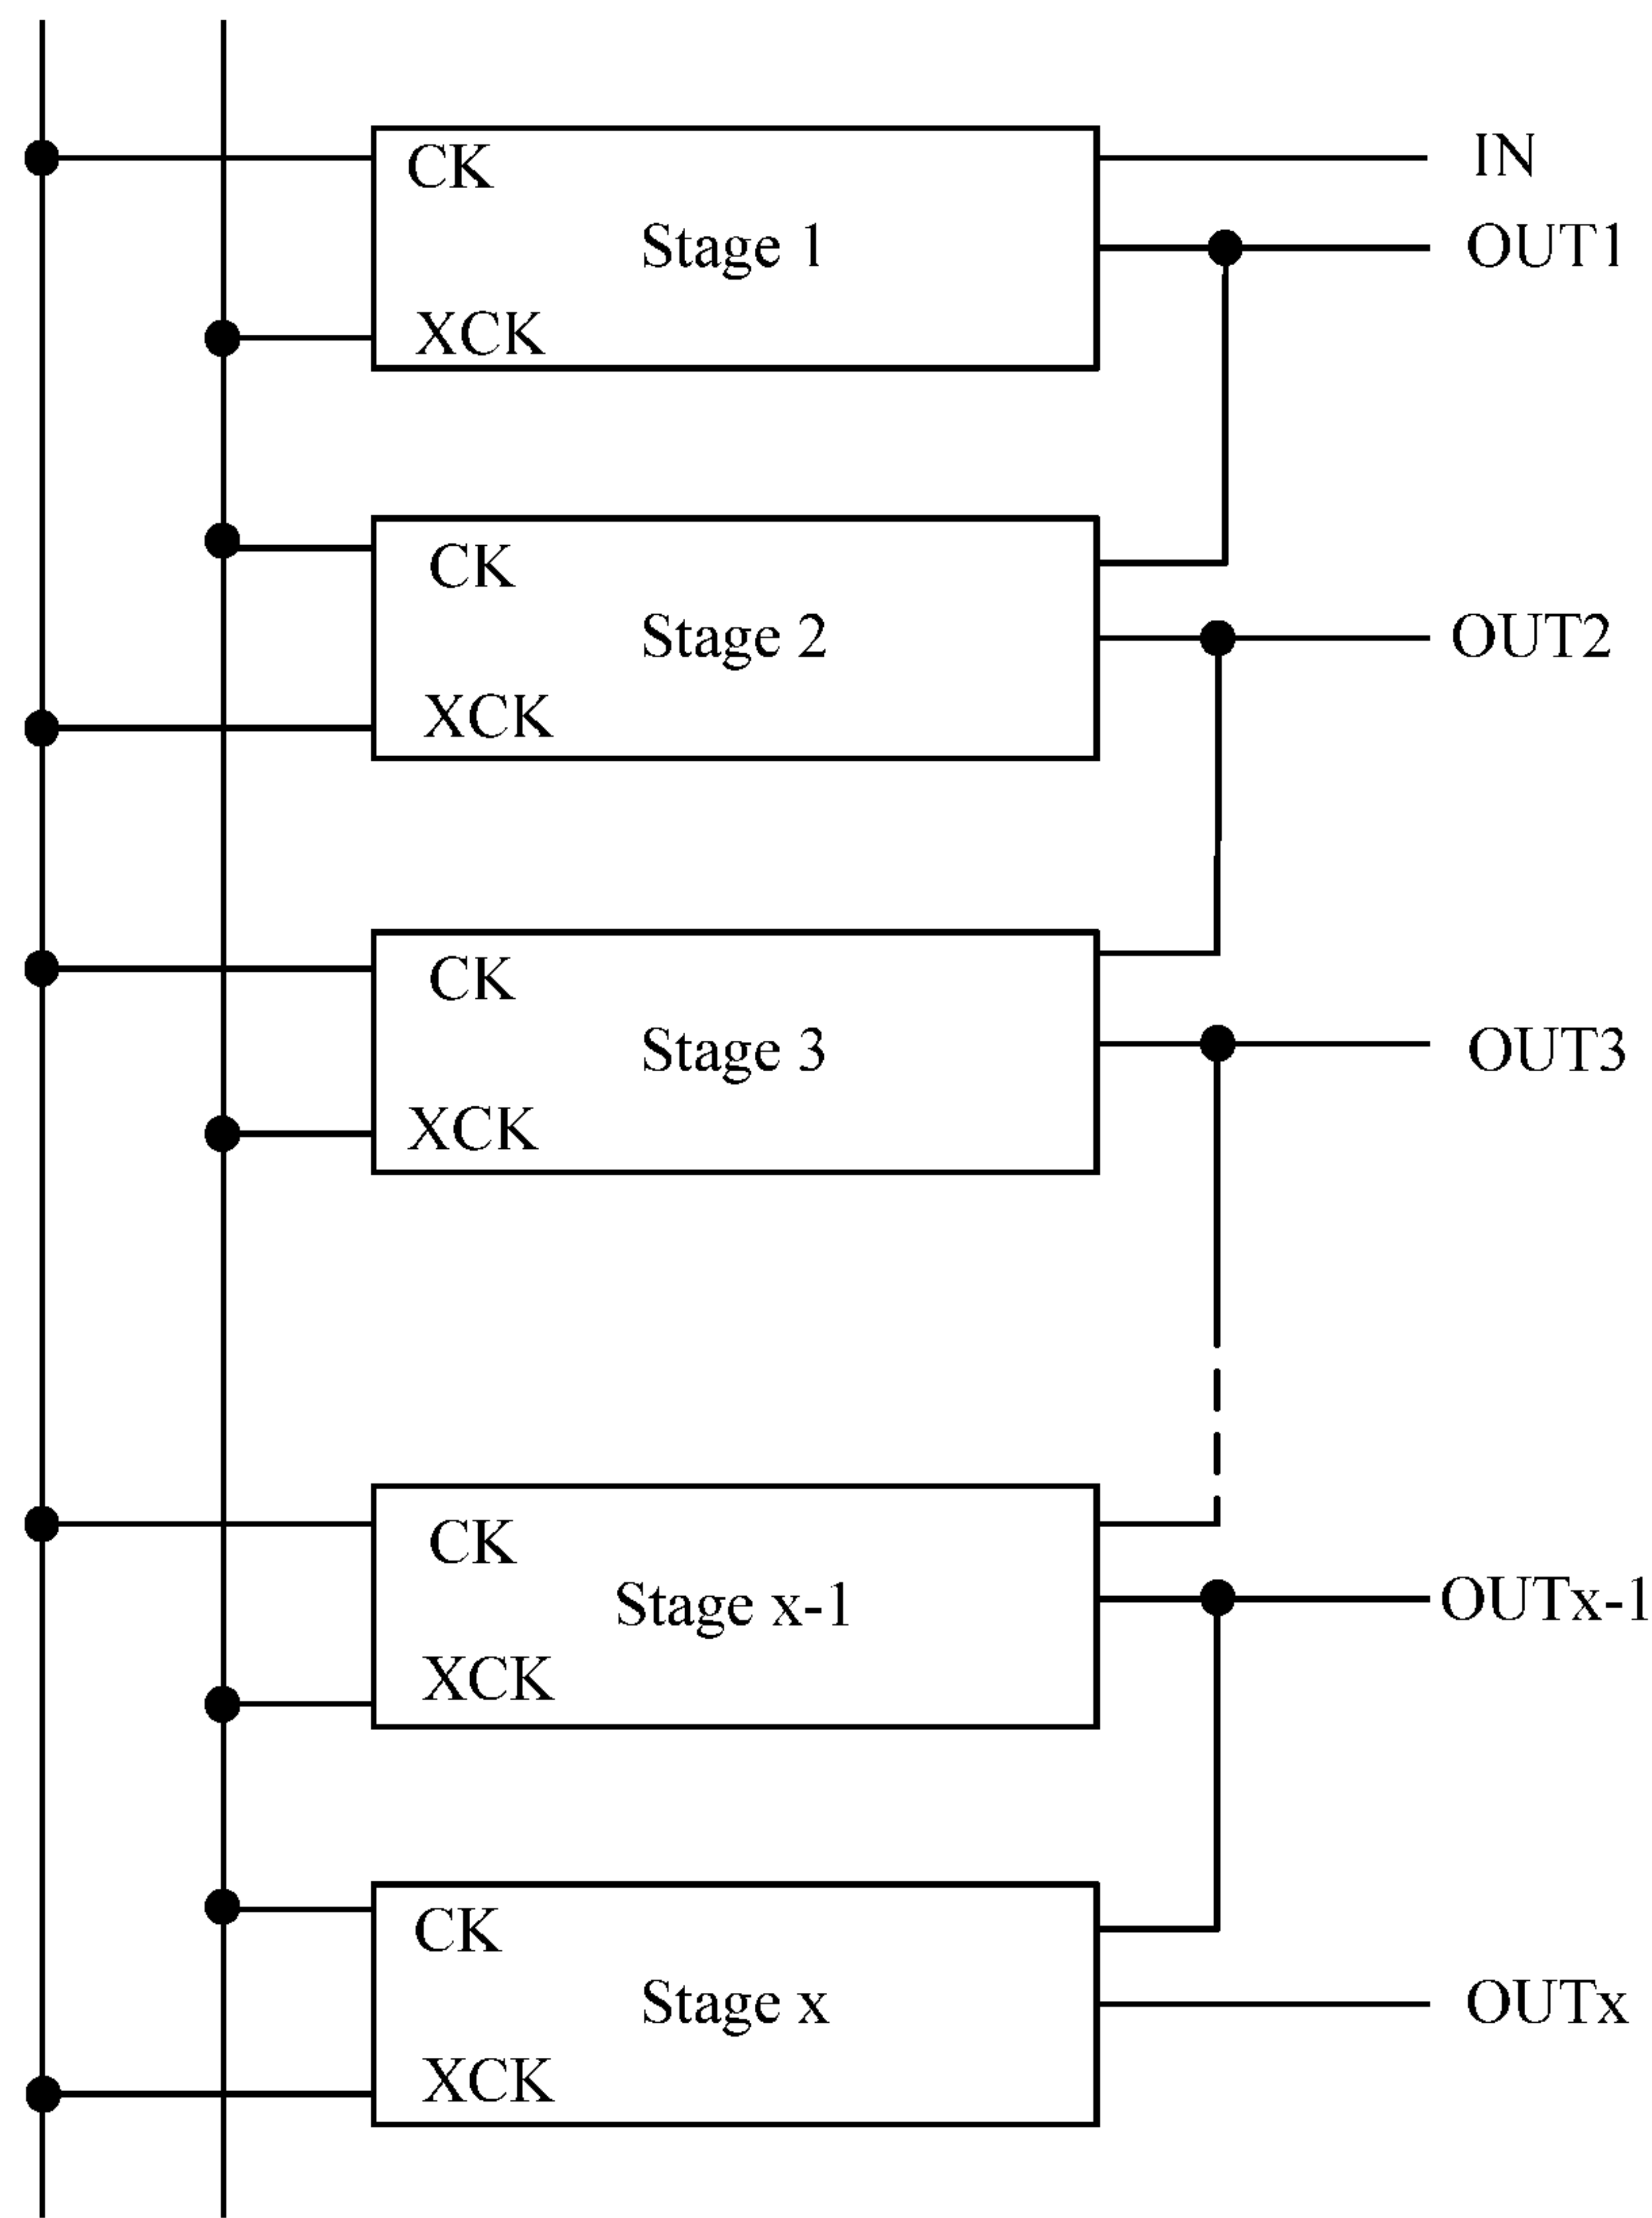 CK
Stage 1
XCK
IN
OUT1
CK
Stage 2
XCK
OUT2
CK
Stage 3
XCK
OUT3
CK
Stage x-1
XCK
OUTx-1
CK
Stage x
XCK
OUTx